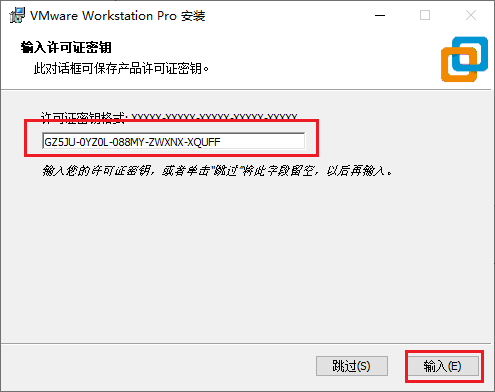 VMware Workstation Pro 安装
输入许可证密钥
此对话框可保存产品许可证密钥。
许可证密钥格式: XXXXX-XXXXX-XXXXX-XXXXX-XXXXX
GZ5JU-0YZ0L-088MY-ZWXNX-XQUFF
输入您的许可证密钥，或者单击"跳过"将此字段留空，以后再输入。
跳过(S)
输入(E)